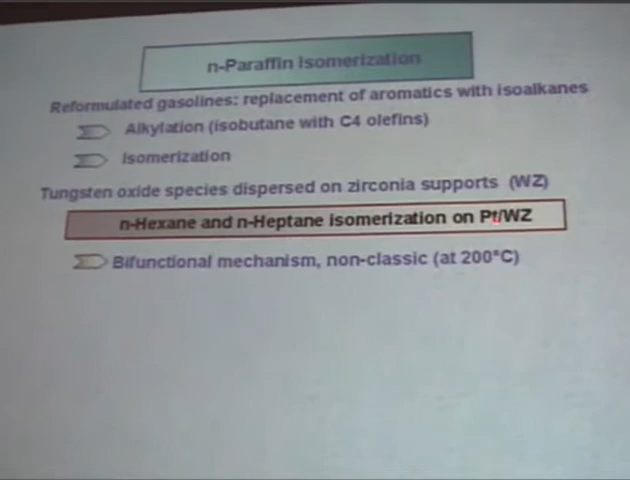 n-Paraffin Isomerization
Reformulated gasolines: replacement of aromatics with isoalkanes
Alkylation (isobutane with C4 olefins)
Isomerization
Tungsten oxide species dispersed on zirconia supports (WZ)
n-Hexane and n-Heptane isomerization on Pt/WZ
Bifunctional mechanism, non-classic (at 200°C)